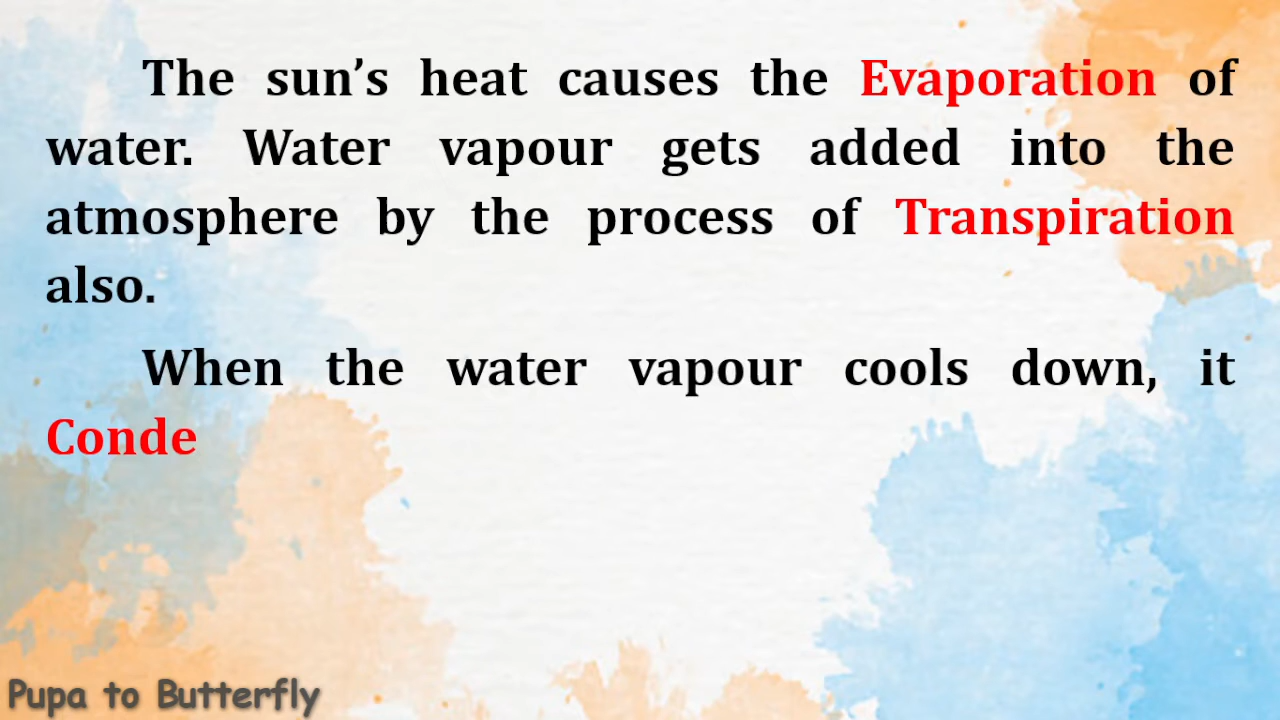 The sun’s heat causes the Evaporation of
water. Water vapour gets added into the
atmosphere by the process of Transpiration
also.
When the water vapour cools down, it
Conde
Pupa to Butterfly